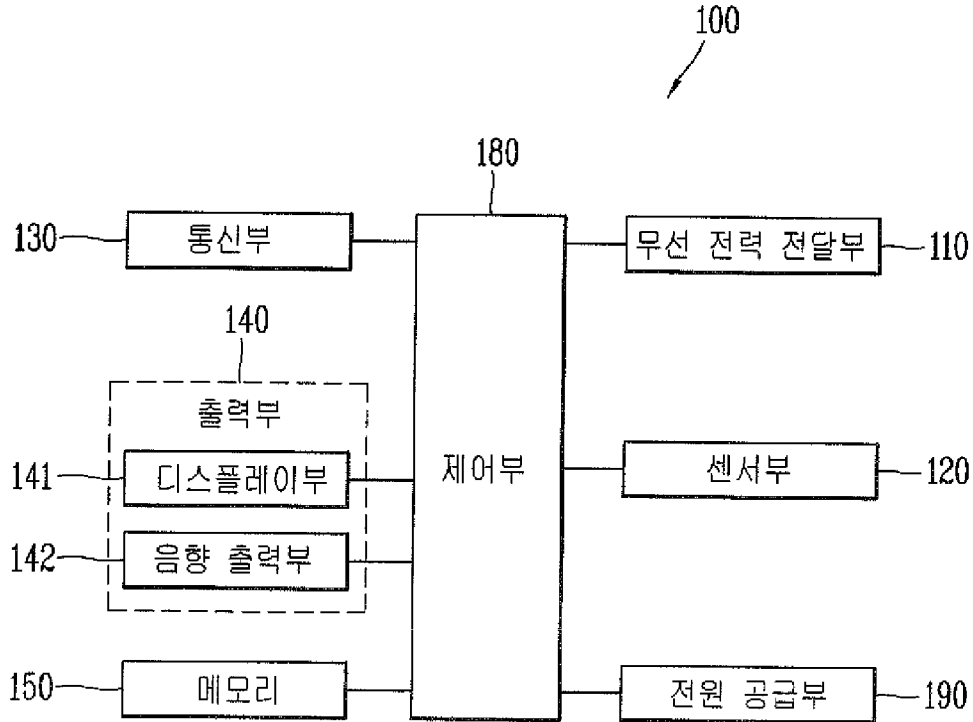 100
180
130 통신부
무선 전력 전달부 110
140
출력부
141 디스플레이부
제어부
센서부 120
142 음향 출력부
150 메모리
전원 공급부 190